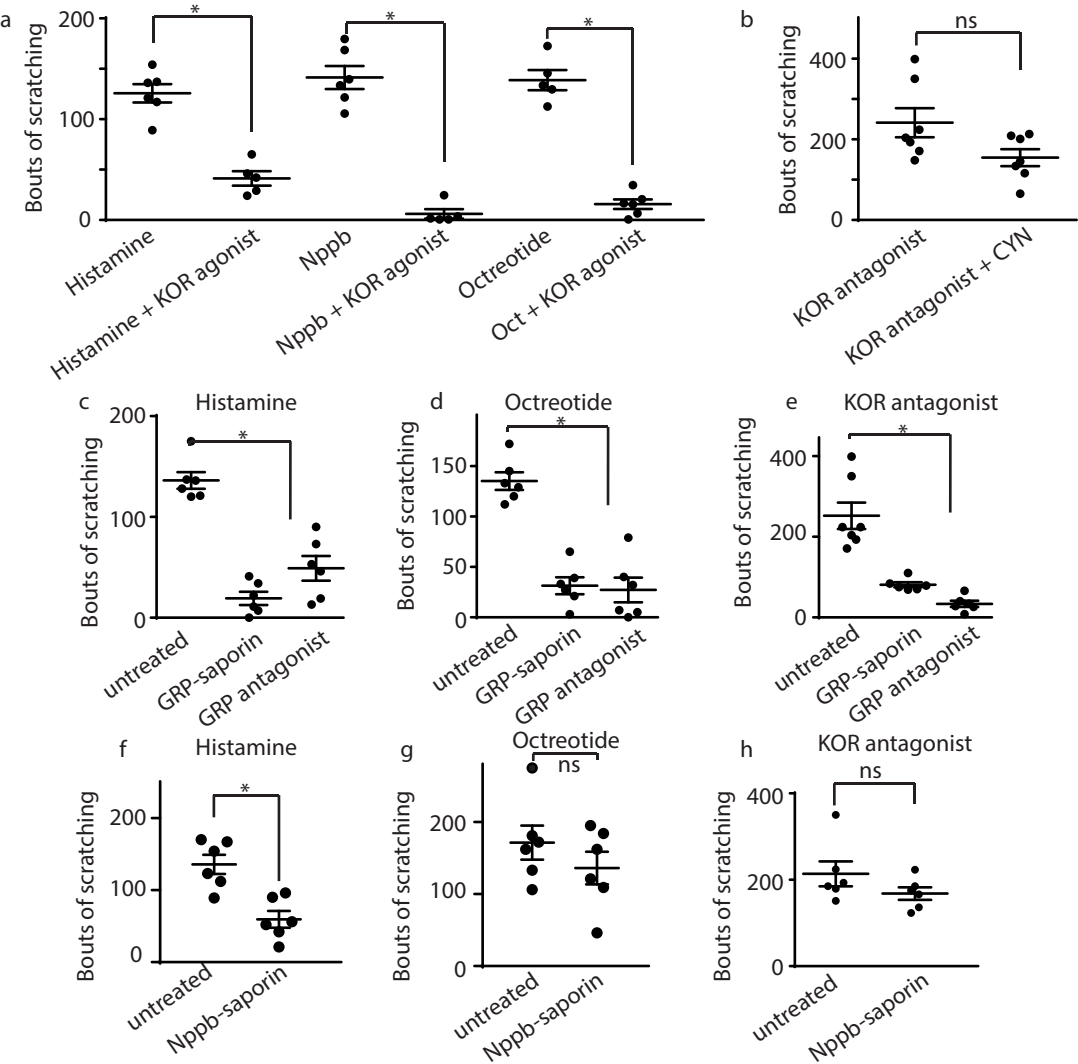 a
Bouts of scratching
200
100
0
*
*
*
Histamine
Histamine + KOR agonist
Nppb
Nppb + KOR agonist
Octreotide
Oct + KOR agonist
b
Bouts of scratching
400
200
0
ns
KOR antagonist
KOR antagonist + CYN
c
Histamine
Bouts of scratching
200
100
0
*
untreated
GRP-saporin
GRP antagonist
d
Octreotide
Bouts of scratching
150
100
50
0
*
untreated
GRP-saporin
GRP antagonist
e
KOR antagonist
Bouts of scratching
400
200
0
*
untreated
GRP-saporin
GRP antagonist
f
Histamine
Bouts of scratching
200
100
0
*
untreated
Nppb-saporin
g
Octreotide
Bouts of scratching
200
100
0
ns
untreated
Nppb-saporin
h
KOR antagonist
Bouts of scratching
400
200
0
ns
untreated
Nppb-saporin